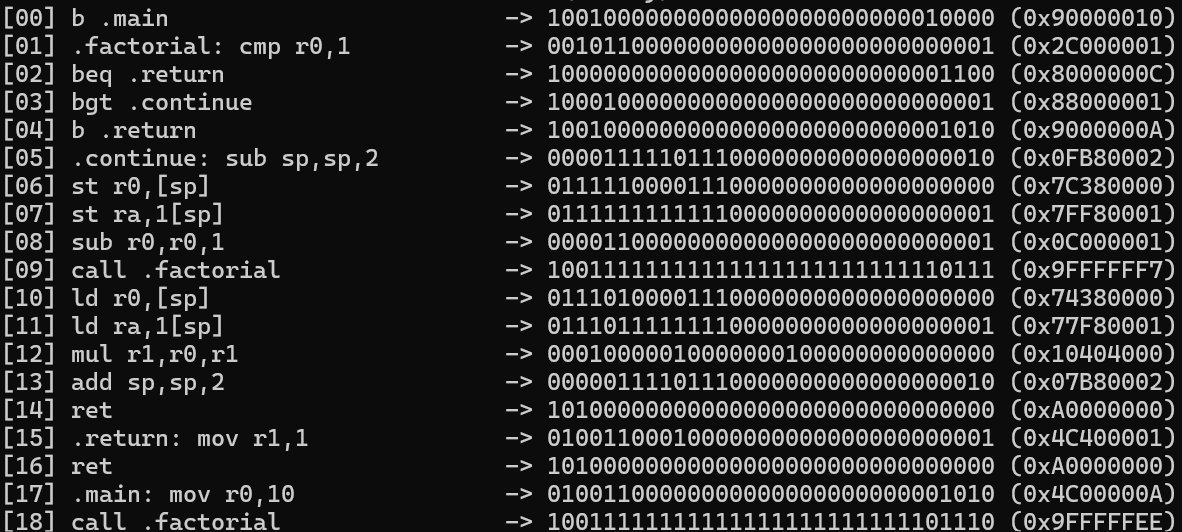 [00] b .main -> 10010000000000000000000000010000 (0x90000010)
[01] .factorial: cmp r0,1 -> 00101100000000000000000000000001 (0x2C000001)
[02] beq .return -> 10000000000000000000000000001100 (0x8000000C)
[03] bgt .continue -> 10001000000000000000000000000001 (0x88000001)
[04] b .return -> 10010000000000000000000000001010 (0x9000000A)
[05] .continue: sub sp,sp,2 -> 00001111101110000000000000000010 (0x0FB80002)
[06] st r0,[sp] -> 01111100001110000000000000000000 (0x7C380000)
[07] st ra,1[sp] -> 01111111111110000000000000000001 (0x7FF80001)
[08] sub r0,r0,1 -> 00001100000000000000000000000001 (0x0C000001)
[09] call .factorial -> 10011111111111111111111111110111 (0x9FFFFFF7)
[10] ld r0,[sp] -> 01110100001110000000000000000000 (0x74380000)
[11] ld ra,1[sp] -> 01110111111110000000000000000001 (0x77F80001)
[12] mul r1,r0,r1 -> 00010000010000000100000000000000 (0x10404000)
[13] add sp,sp,2 -> 00000111101110000000000000000010 (0x07B80002)
[14] ret -> 10100000000000000000000000000000 (0xA0000000)
[15] .return: mov r1,1 -> 01001100010000000000000000000001 (0x4C400001)
[16] ret -> 10100000000000000000000000000000 (0xA0000000)
[17] .main: mov r0,10 -> 01001100000000000000000000001010 (0x4C00000A)
[18] call .factorial -> 10011111111111111111111111101110 (0x9FFFFFEE)